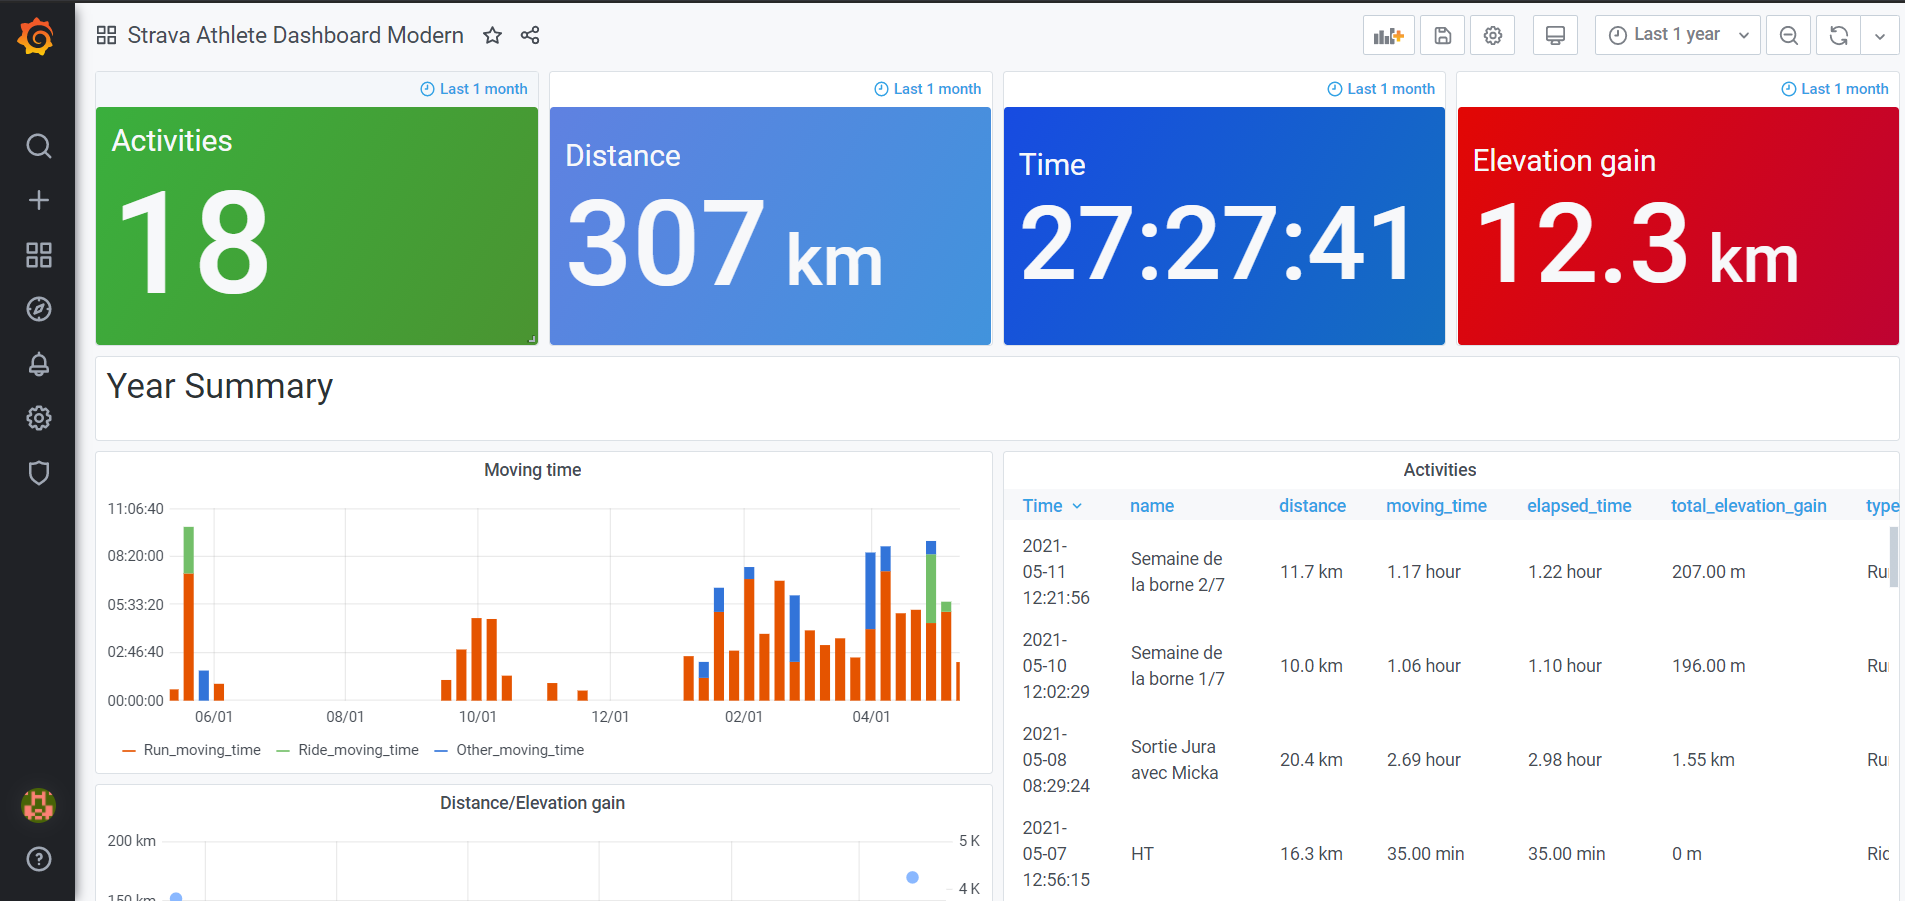 Strava Athlete Dashboard Modern
Last 1 year
Last 1 month
Activities
18
Last 1 month
Distance
307 km
Last 1 month
Time
27:27:41
Last 1 month
Elevation gain
12.3 km
Year Summary
Moving time
11:06:40
08:20:00
05:33:20
02:46:40
00:00:00
06/01 08/01 10/01 12/01 02/01 04/01
Run_moving_time Ride_moving_time Other_moving_time
Distance/Elevation gain
200 km
5 K
4 K
150 km
Activities
Time name distance moving_time elapsed_time total_elevation_gain type
2021-
05-11
12:21:56
Semaine de
la borne 2/7
11.7 km 1.17 hour 1.22 hour 207.00 m
2021-
05-10
12:02:29
Semaine de
la borne 1/7
10.0 km 1.06 hour 1.10 hour 196.00 m
2021-
05-08
08:29:24
Sortie Jura
avec Micka
20.4 km 2.69 hour 2.98 hour 1.55 km
2021-
05-07
12:56:15
HT
16.3 km 35.00 min 35.00 min 0 m